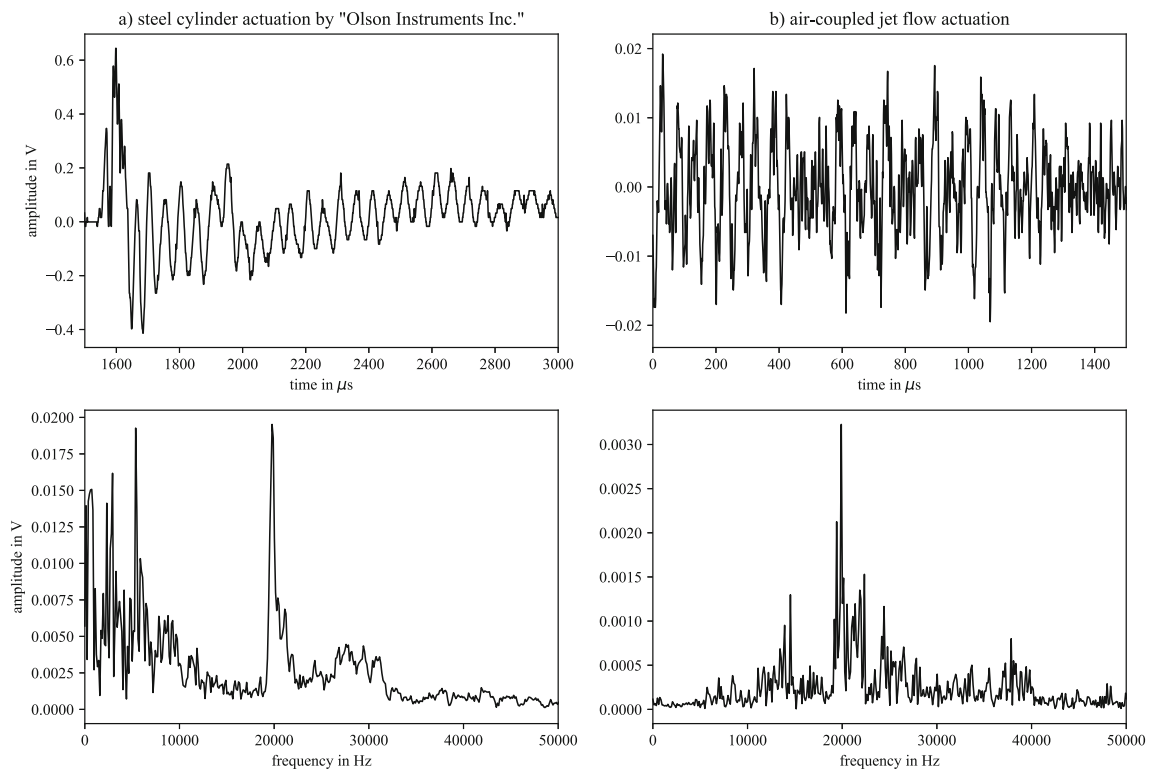 a) steel cylinder actuation by "Olson Instruments Inc."
b) air-coupled jet flow actuation
0.6
0.4
0.2
0.0
−0.2
−0.4
amplitude in V
1600 1800 2000 2200 2400 2600 2800 3000
time in μs
0.02
0.01
0.00
−0.01
−0.02
0 200 400 600 800 1000 1200 1400
time in μs
0.0200
0.0175
0.0150
0.0125
0.0100
0.0075
0.0050
0.0025
0.0000
amplitude in V
0 10000 20000 30000 40000 50000
frequency in Hz
0.0030
0.0025
0.0020
0.0015
0.0010
0.0005
0.0000
0 10000 20000 30000 40000 50000
frequency in Hz